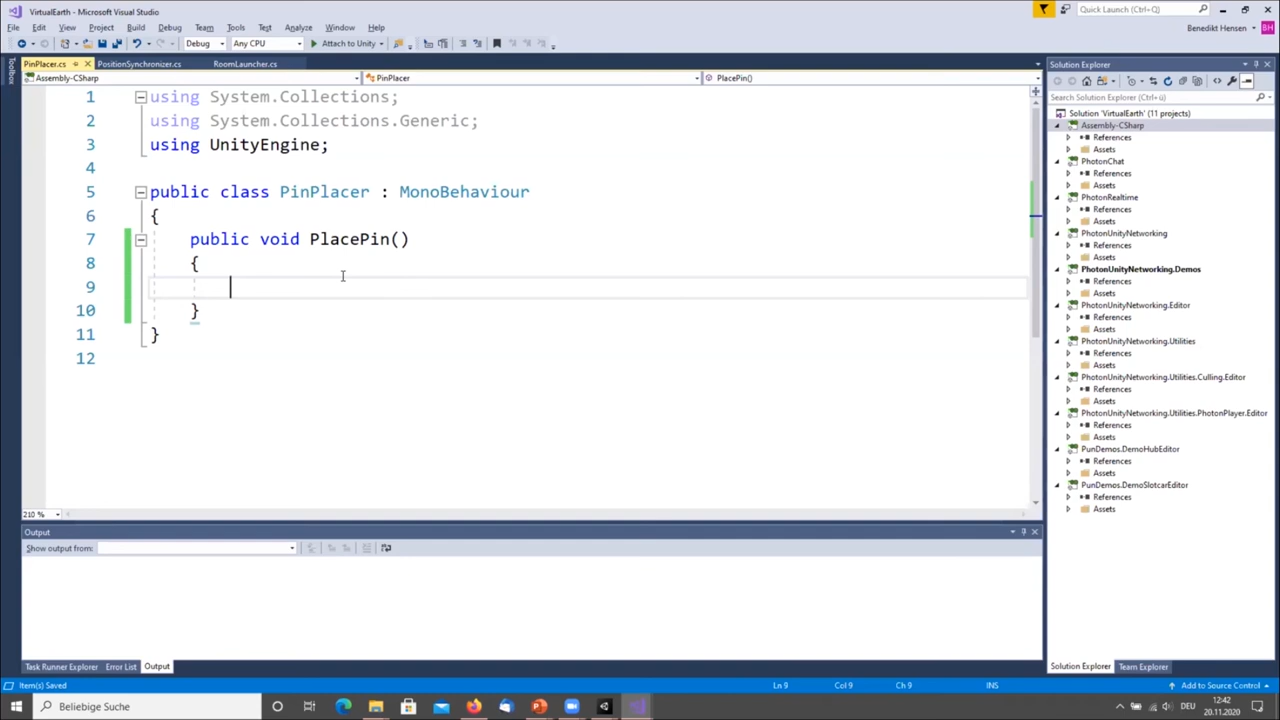 VirtualEarth - Microsoft Visual Studio
Quick Launch (Ctrl+Q)
File Edit View Project Build Debug Team Tools Test Analyze Window Help
Benedikt Hensen BH
Debug Any CPU Attach to Unity
Toolbox
PinPlacer.cs PositionSynchronizer.cs RoomLauncher.cs
Assembly-CSharp PinPlacer PlacePin()
1 using System.Collections;
2 using System.Collections.Generic;
3 using UnityEngine;
4
5 public class PinPlacer : MonoBehaviour
6 {
7 public void PlacePin()
8 {
9
10 }
11 }
12
210 %
Output
Show output from:
Task Runner Explorer Error List Output
Solution Explorer
Search Solution Explorer (Ctrl+ü)
Solution 'VirtualEarth' (11 projects)
Assembly-CSharp
References
Assets
PhotonChat
References
Assets
PhotonRealtime
References
Assets
PhotonUnityNetworking
References
Assets
PhotonUnityNetworking.Demos
References
Assets
PhotonUnityNetworking.Editor
References
Assets
PhotonUnityNetworking.Utilities
References
Assets
PhotonUnityNetworking.Utilities.Culling.Editor
References
Assets
PhotonUnityNetworking.Utilities.PhotonPlayer.Editor
References
Assets
PunDemos.DemoHubEditor
References
Assets
PunDemos.DemoSlotcarEditor
References
Assets
Solution Explorer Team Explorer
Item(s) Saved Ln 9 Col 9 Ch 9 INS Add to Source Control
Beliebige Suche
DEU
12:42
20.11.2020